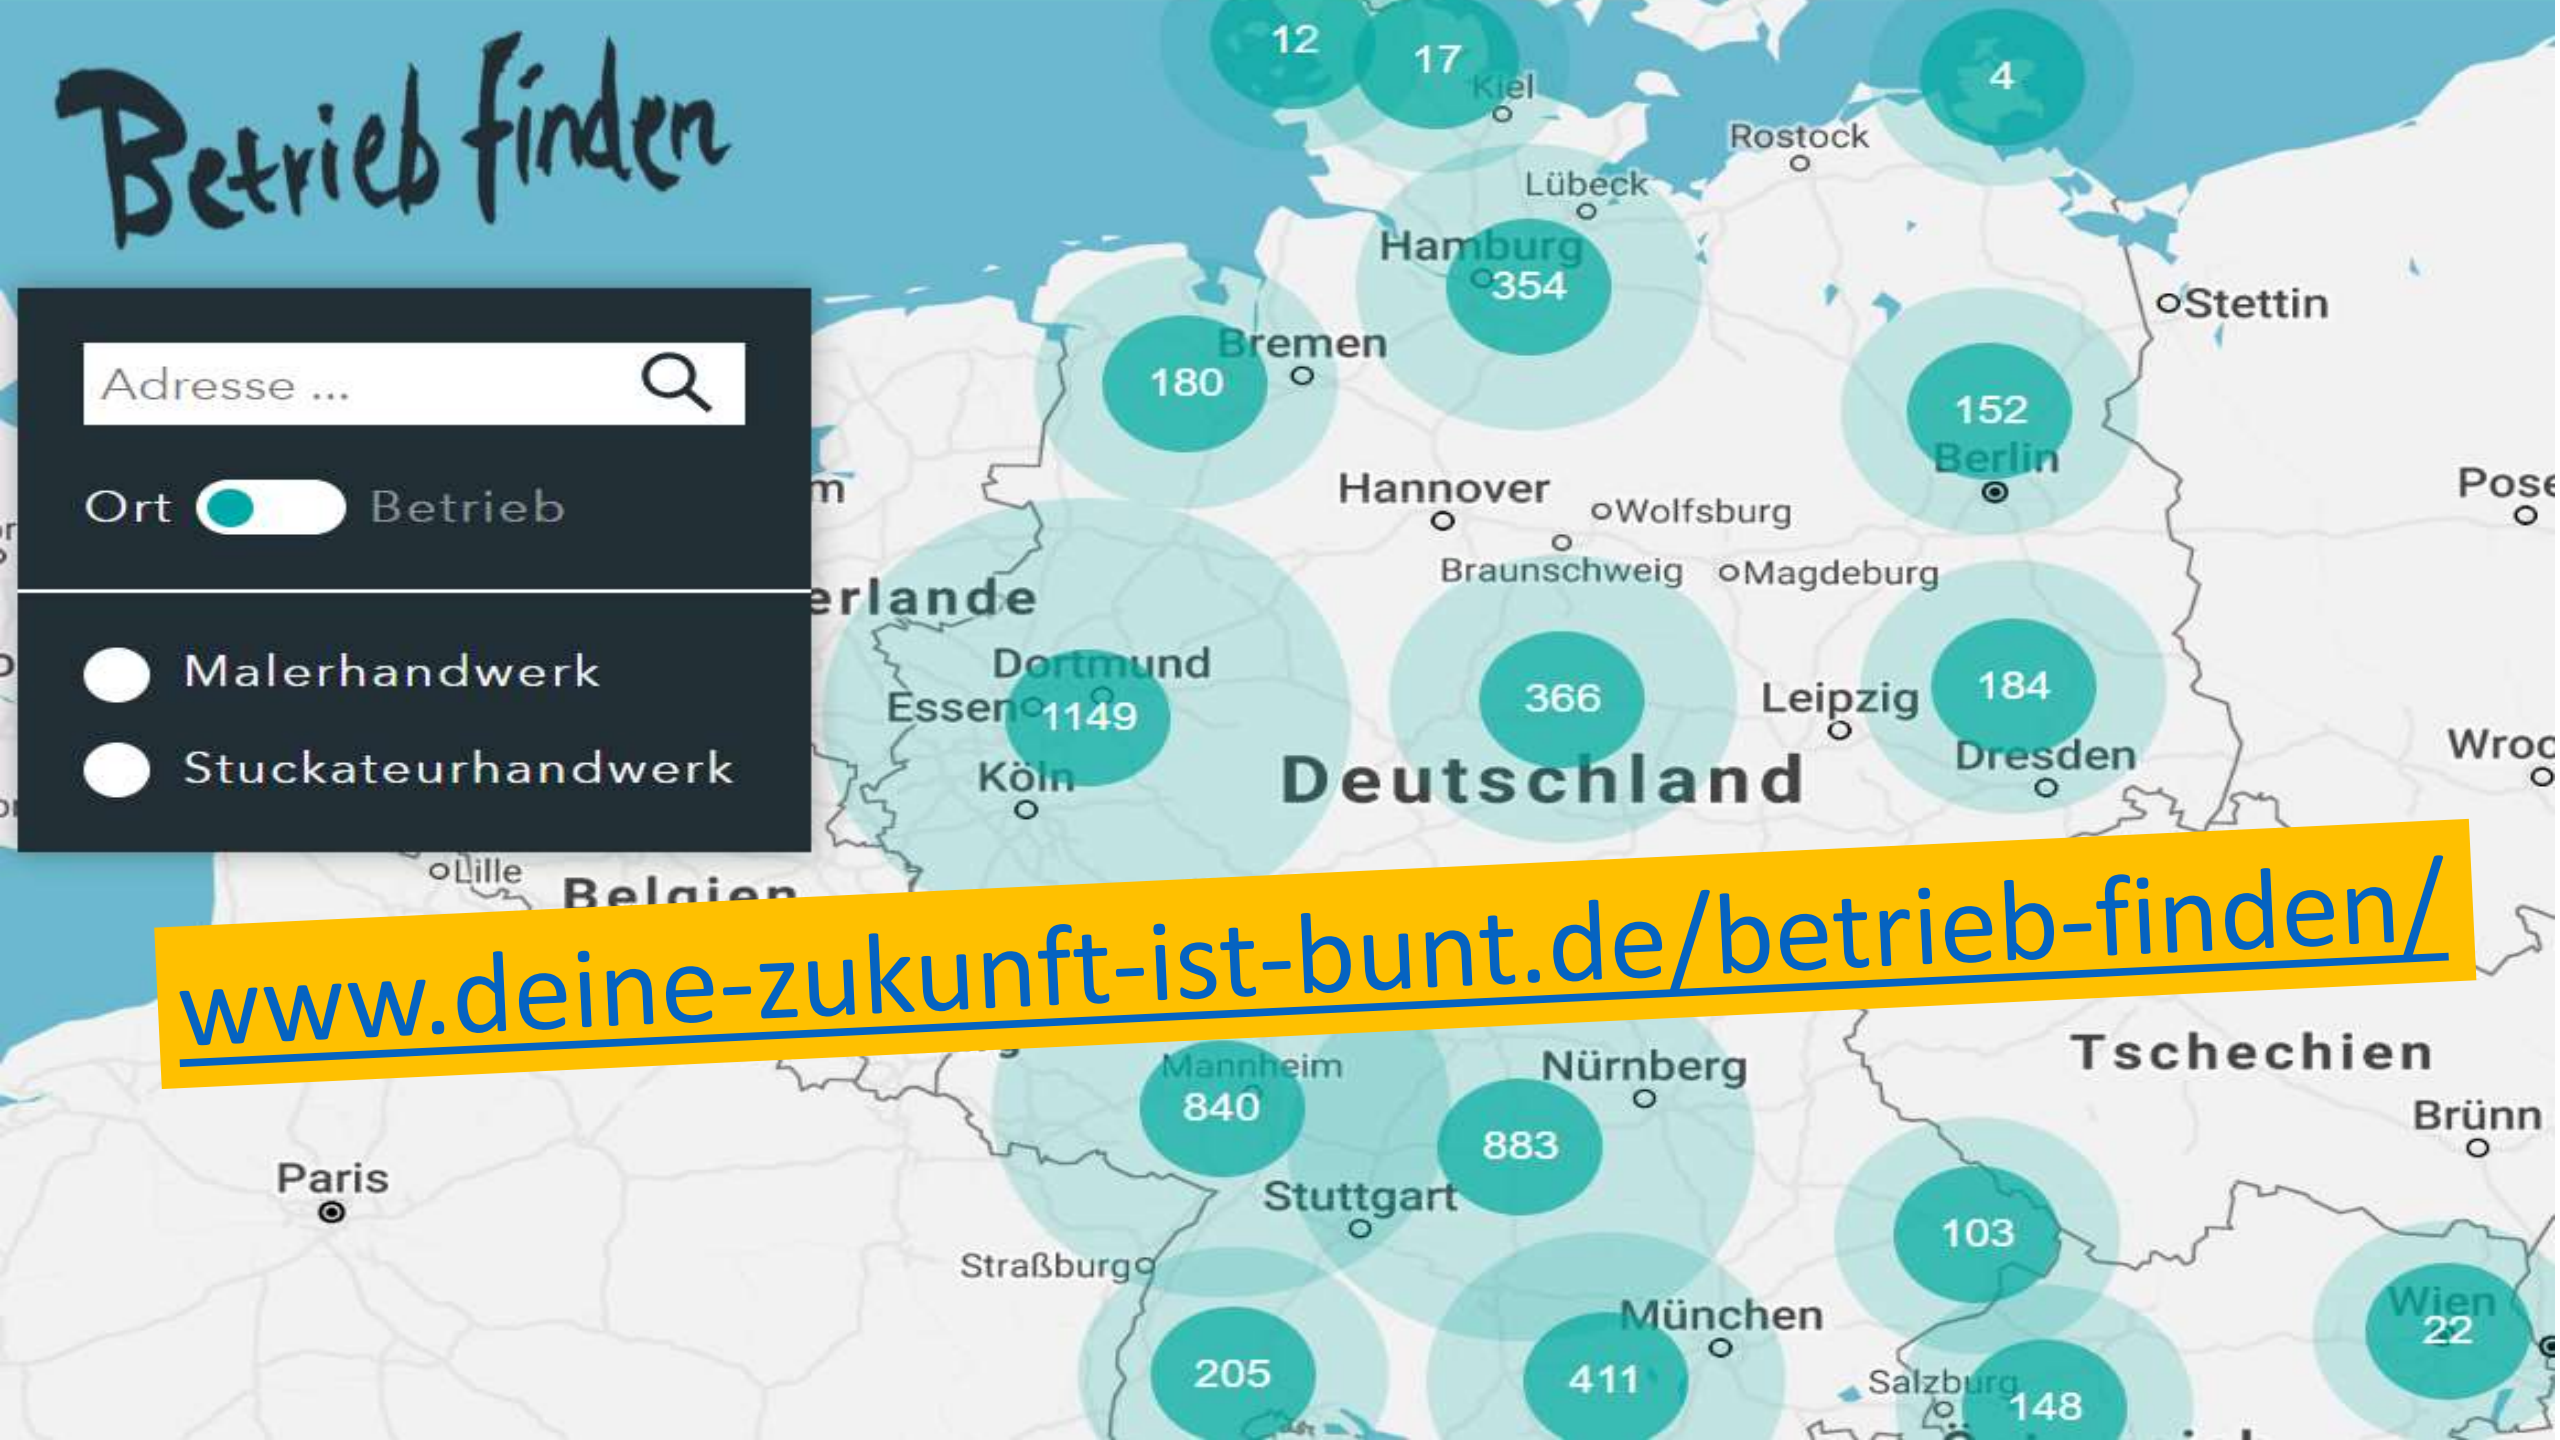 Betrieb finden
Adresse ...
Ort Betrieb
Malerhandwerk
Stuckateurhandwerk
12
17
4
Kiel
Rostock
Lübeck
Hamburg
354
Stettin
Bremen
180
152
Berlin
Hannover
Wolfsburg
Braunschweig
Magdeburg
erlande
Dortmund
Essen
1149
366
Leipzig
184
Köln
Deutschland
Dresden
Lille
Belgien
www.deine-zukunft-ist-bunt.de/betrieb-finden/
Mannheim
840
Nürnberg
883
Tschechien
Brünn
Paris
Stuttgart
103
Straßburg
München
Wien
22
205
411
Salzburg
148